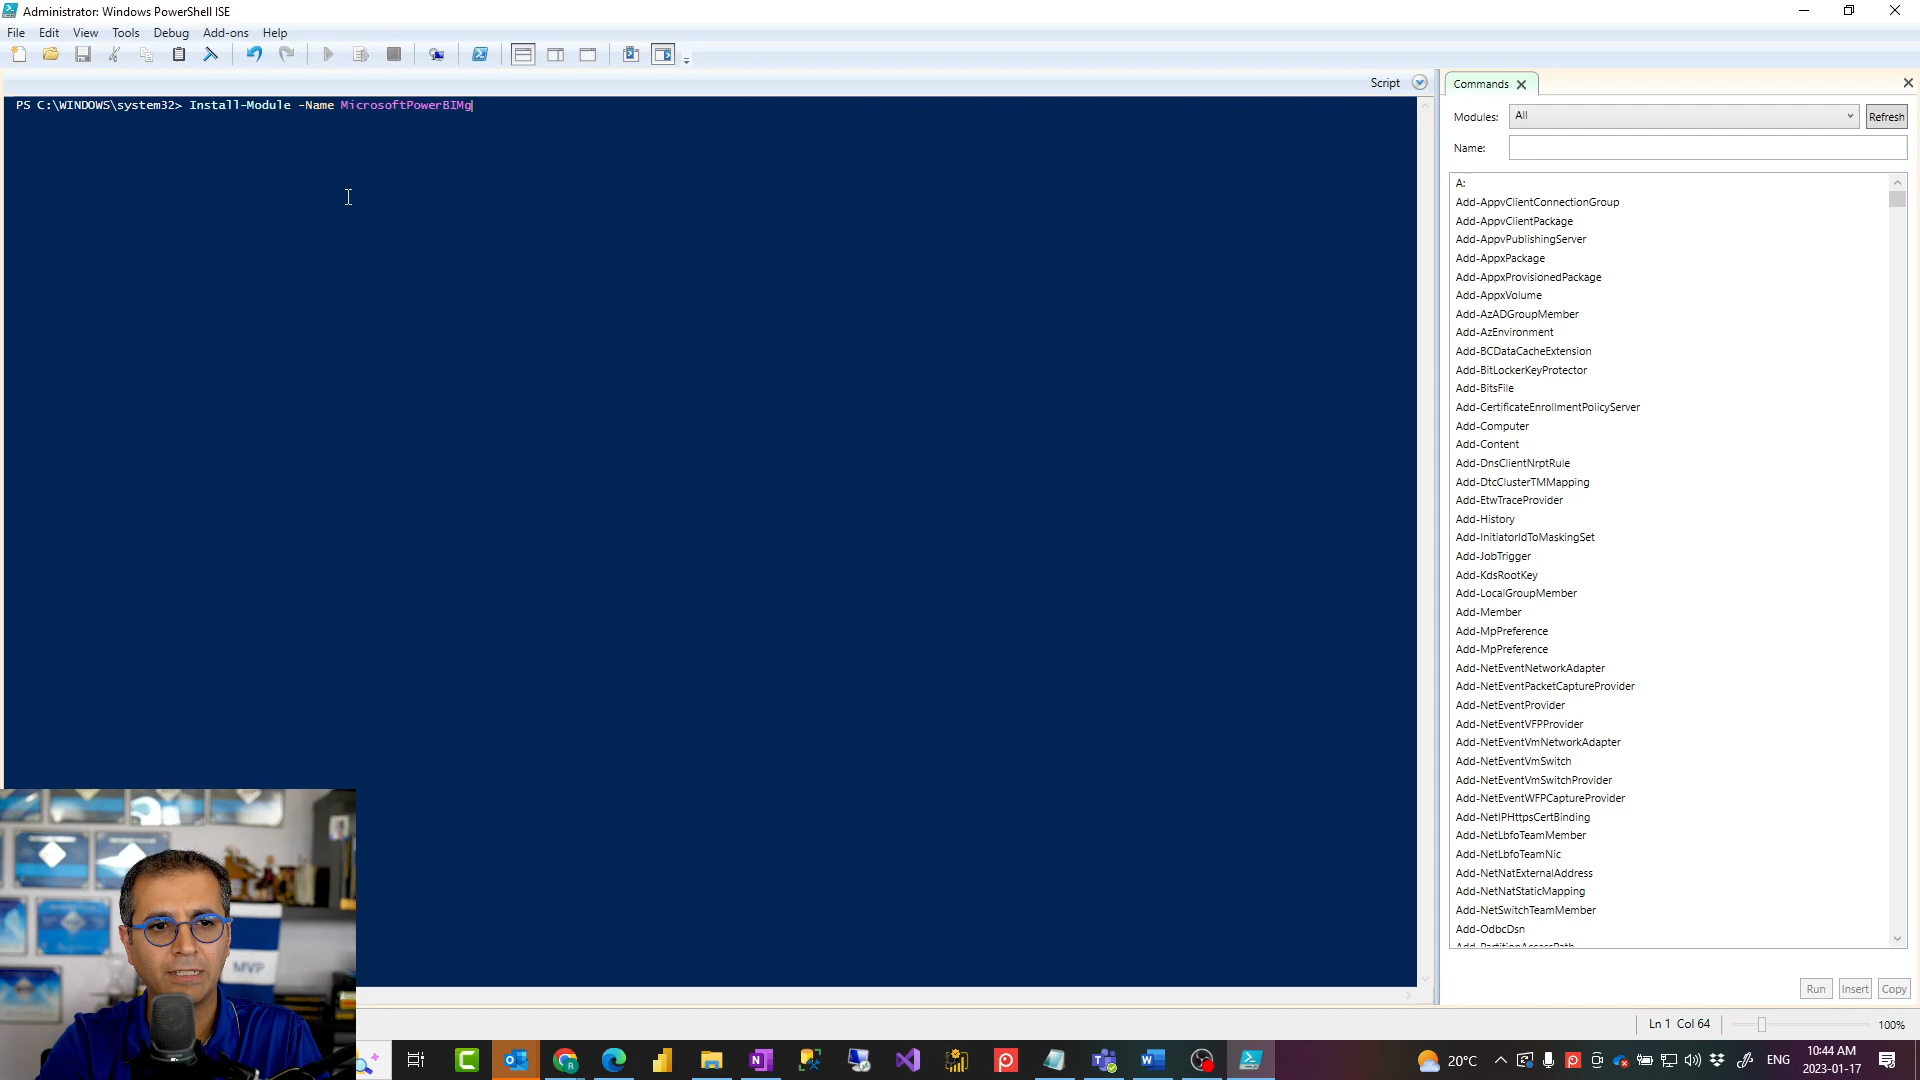 Administrator: Windows PowerShell ISE
File Edit View Tools Debug Add-ons Help
Script
PS C:\WINDOWS\system32> Install-Module -Name MicrosoftPowerBIMg
Commands
Modules: All Refresh
Name:
A:
Add-AppvClientConnectionGroup
Add-AppvClientPackage
Add-AppvPublishingServer
Add-AppxPackage
Add-AppxProvisionedPackage
Add-AppxVolume
Add-AzADGroupMember
Add-AzEnvironment
Add-BCDataCacheExtension
Add-BitLockerKeyProtector
Add-BitsFile
Add-CertificateEnrollmentPolicyServer
Add-Computer
Add-Content
Add-DnsClientNrptRule
Add-DtcClusterTMMapping
Add-EtwTraceProvider
Add-History
Add-InitiatorIdToMaskingSet
Add-JobTrigger
Add-KdsRootKey
Add-LocalGroupMember
Add-Member
Add-MpPreference
Add-MpPreference
Add-NetEventNetworkAdapter
Add-NetEventPacketCaptureProvider
Add-NetEventProvider
Add-NetEventVFPProvider
Add-NetEventVmNetworkAdapter
Add-NetEventVmSwitch
Add-NetEventVmSwitchProvider
Add-NetEventWFPCaptureProvider
Add-NetIPHttpsCertBinding
Add-NetLbfoTeamMember
Add-NetLbfoTeamNic
Add-NetNatExternalAddress
Add-NetNatStaticMapping
Add-NetSwitchTeamMember
Add-OdbcDsn
Add-PartitionAccessPath
Run Insert Copy
MVP
Ln 1 Col 64 100%
20°C ENG 10:44 AM
2023-01-17